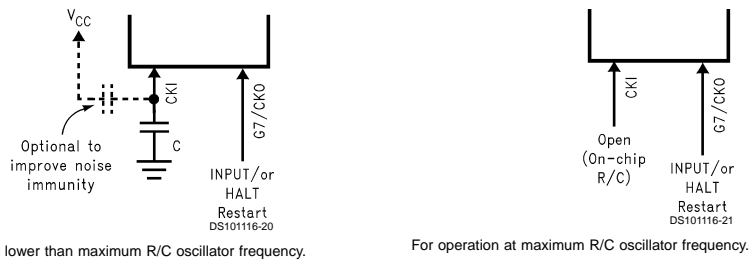 VCC
CKI
G7/CKO
C
Optional to
improve noise
immunity
INPUT/or
HALT
Restart
DS101116-20
lower than maximum R/C oscillator frequency.
CKI
G7/CKO
Open
(On-chip
R/C)
INPUT/or
HALT
Restart
DS101116-21
For operation at maximum R/C oscillator frequency.